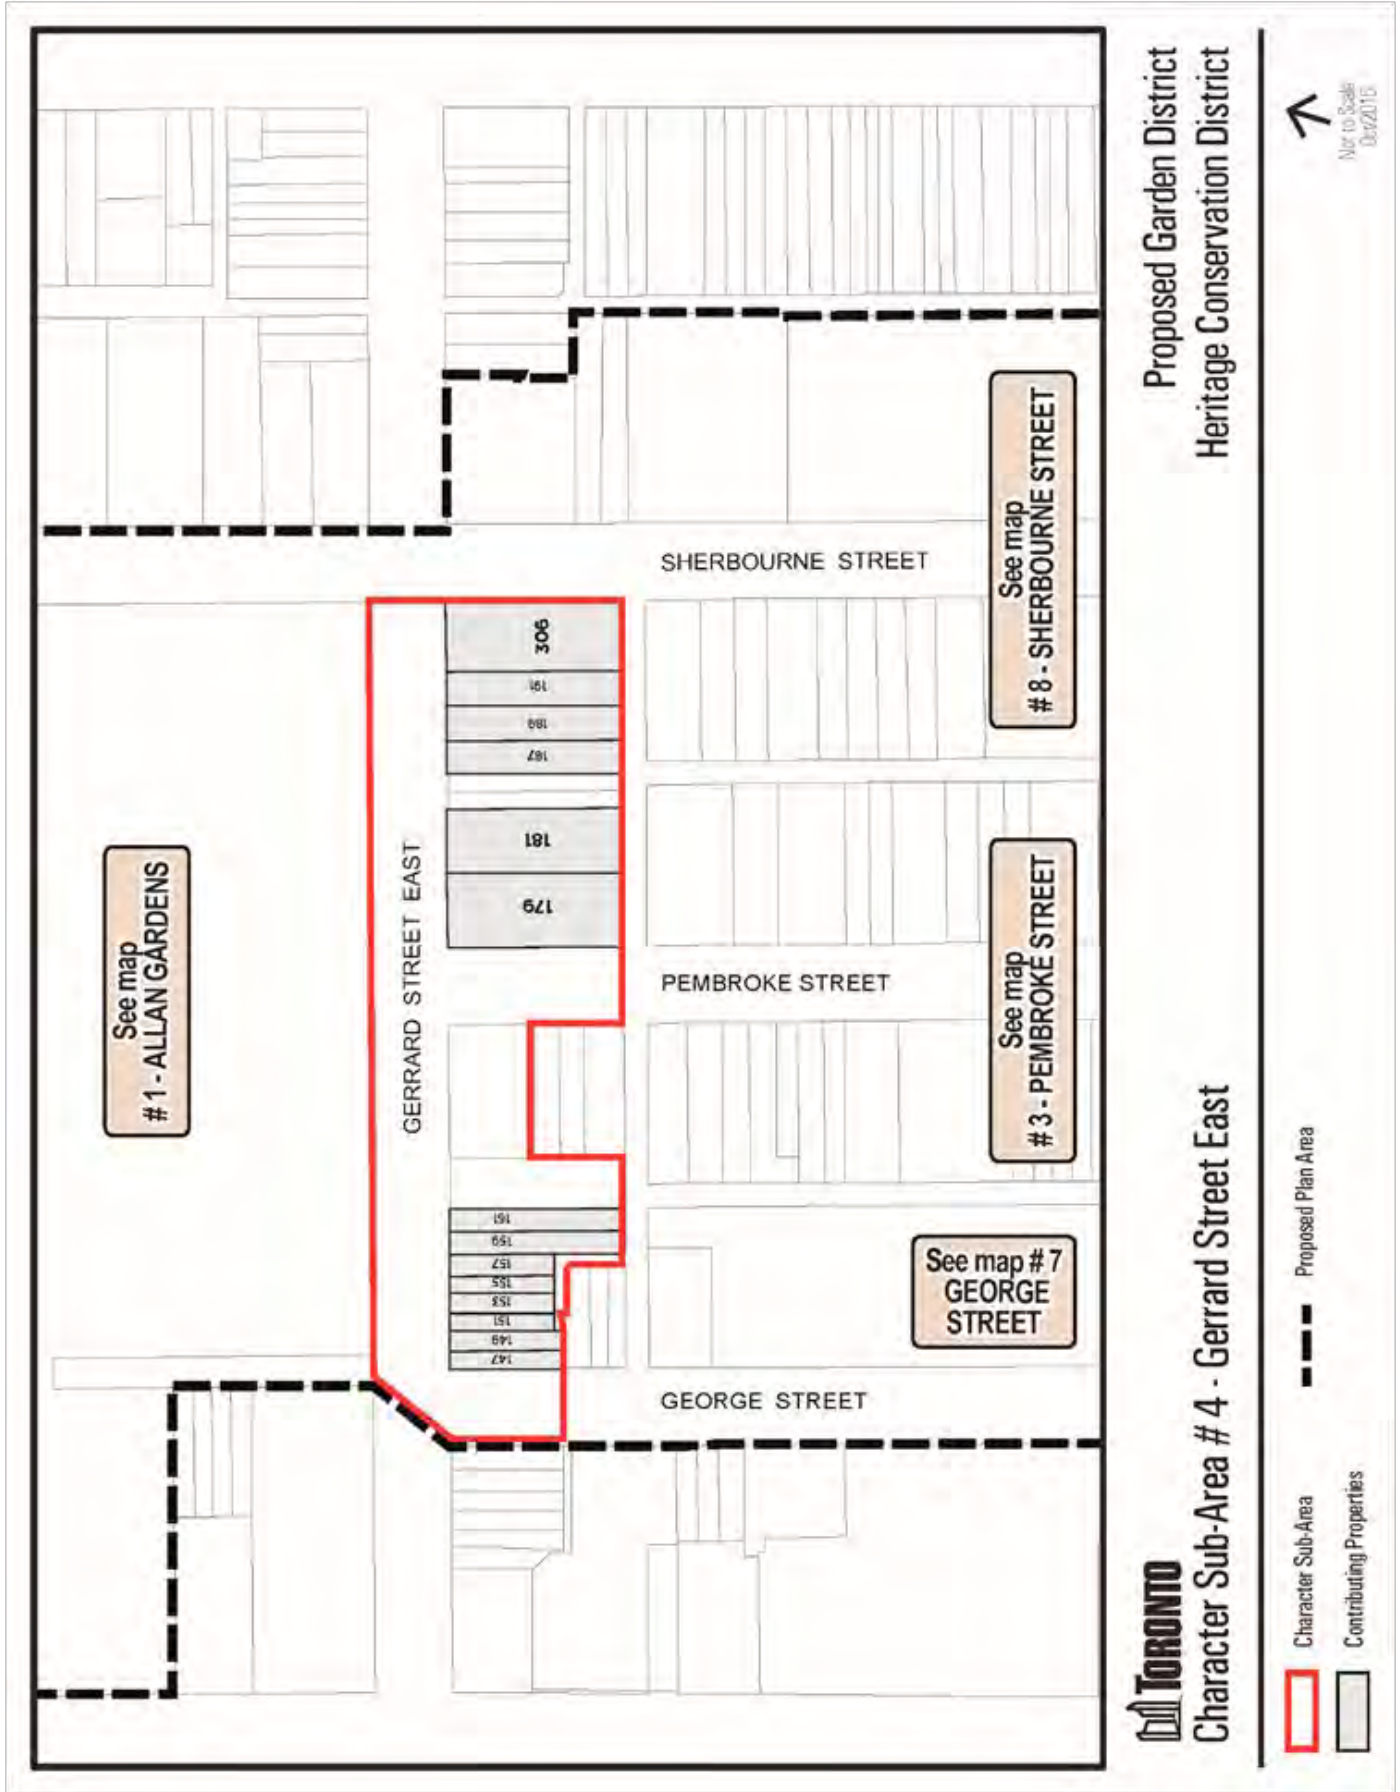 See map
# 1 - ALLAN GARDENS
GERRARD STREET EAST
147
149
151
153
155
157
159
161
179
181
187
189
191
306
GEORGE STREET
PEMBROKE STREET
SHERBOURNE STREET
See map # 7
GEORGE
STREET
See map
# 3 - PEMBROKE STREET
See map
# 8 - SHERBOURNE STREET
TORONTO
Character Sub-Area # 4 - Gerrard Street East
Proposed Garden District
Heritage Conservation District
Character Sub-Area
Contributing Properties
Proposed Plan Area
Not to Scale